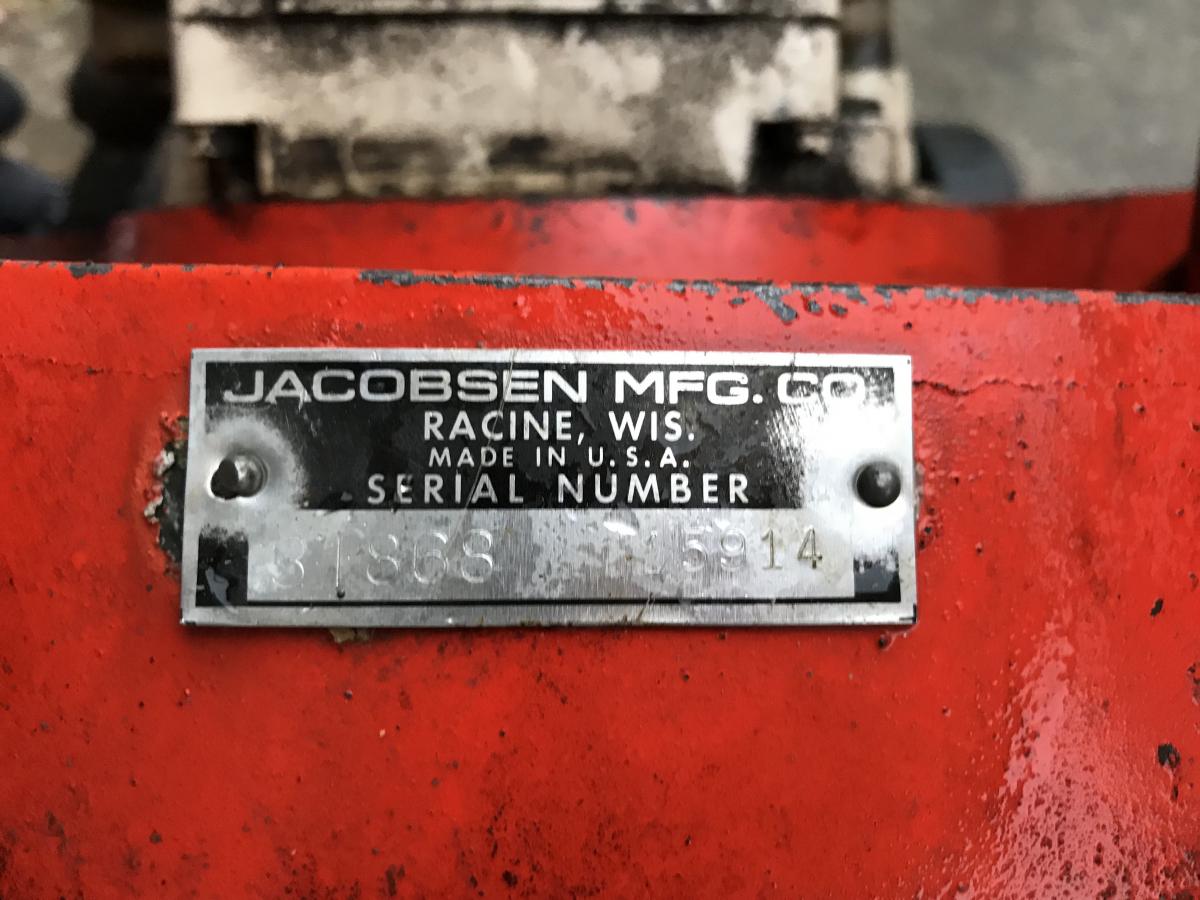 JACOBSEN MFG. CO.
RACINE, WIS.
MADE IN U.S.A.
SERIAL NUMBER